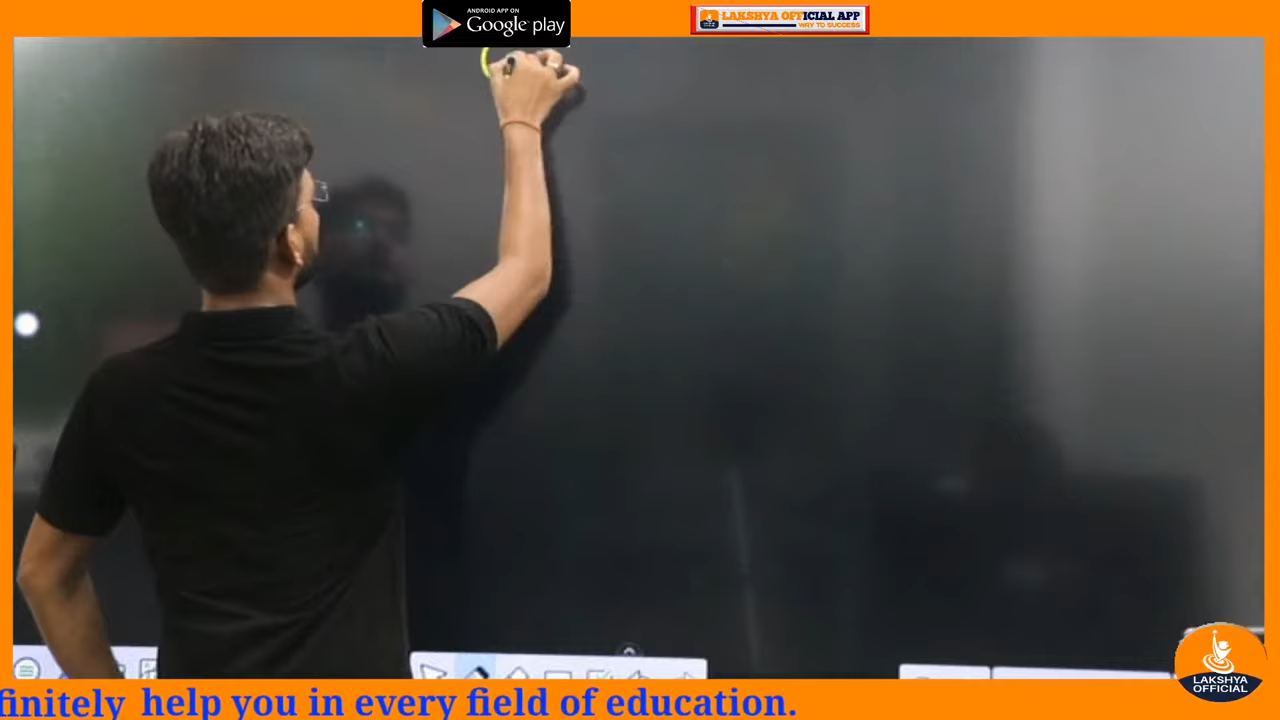 ANDROID APP ON
Google play
LAKSHYA OFFICIAL APP
WAY TO SUCCESS
finitely help you in every field of education.
LAKSHYA
OFFICIAL